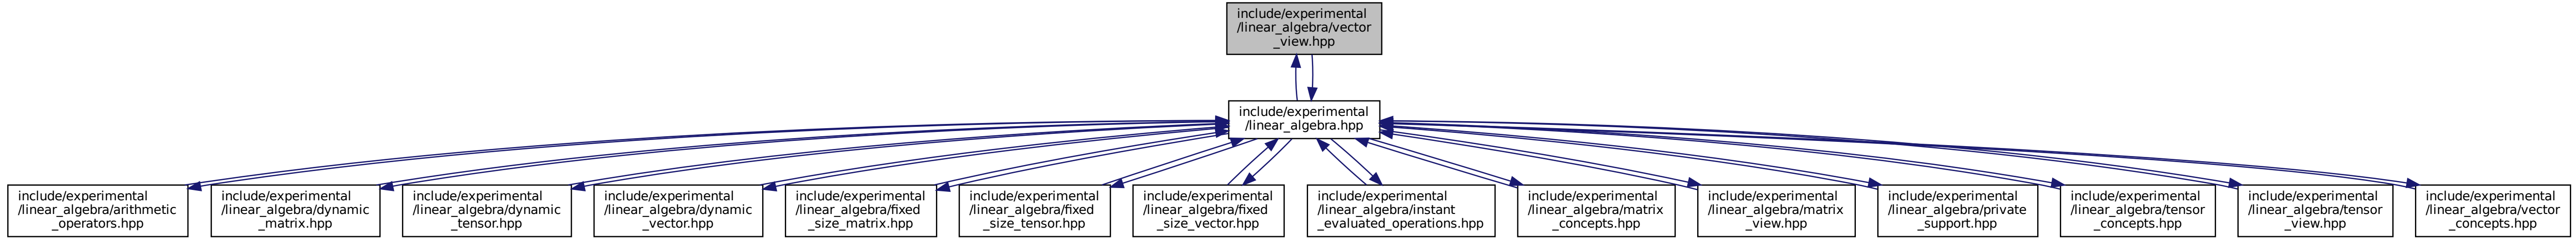 include/experimental
/linear_algebra/vector
_view.hpp
include/experimental
/linear_algebra.hpp
include/experimental
/linear_algebra/arithmetic
_operators.hpp
include/experimental
/linear_algebra/dynamic
_matrix.hpp
include/experimental
/linear_algebra/dynamic
_tensor.hpp
include/experimental
/linear_algebra/dynamic
_vector.hpp
include/experimental
/linear_algebra/fixed
_size_matrix.hpp
include/experimental
/linear_algebra/fixed
_size_tensor.hpp
include/experimental
/linear_algebra/fixed
_size_vector.hpp
include/experimental
/linear_algebra/instant
_evaluated_operations.hpp
include/experimental
/linear_algebra/matrix
_concepts.hpp
include/experimental
/linear_algebra/matrix
_view.hpp
include/experimental
/linear_algebra/private
_support.hpp
include/experimental
/linear_algebra/tensor
_concepts.hpp
include/experimental
/linear_algebra/tensor
_view.hpp
include/experimental
/linear_algebra/vector
_concepts.hpp